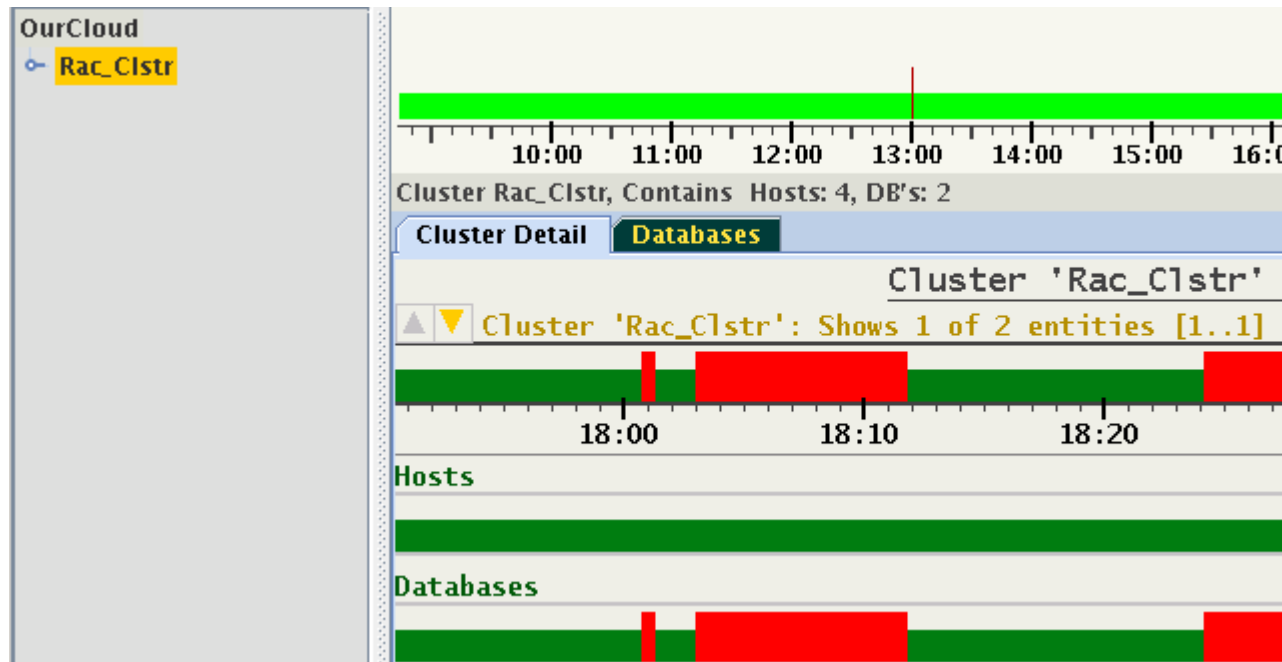 OurCloud
Rac_Clstr
10:00 11:00 12:00 13:00 14:00 15:00
Cluster Rac_Clstr, Contains Hosts: 4, DB's: 2
Cluster Detail Databases
Cluster 'Rac_Clstr'
Cluster 'Rac_Clstr': Shows 1 of 2 entities [1..1]
18:00 18:10 18:20
Hosts
Databases